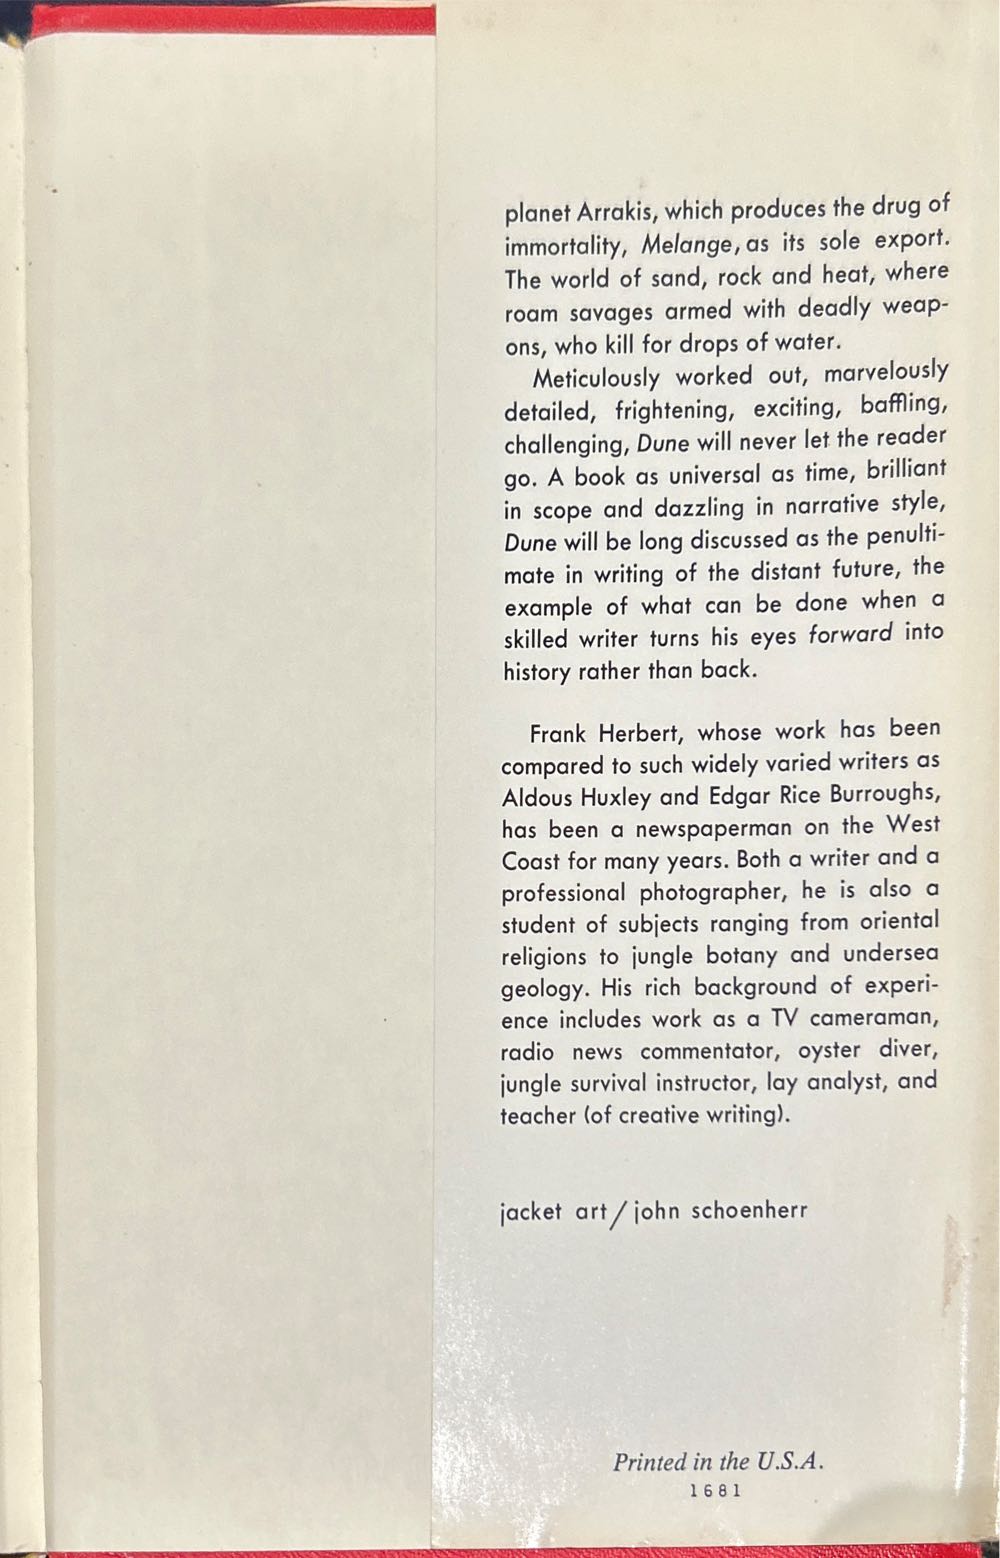 planet Arrakis, which produces the drug of
immortality, Melange, as its sole export.
The world of sand, rock and heat, where
roam savages armed with deadly weap-
ons, who kill for drops of water.
Meticulously worked out, marvelously
detailed, frightening, exciting, baffling,
challenging, Dune will never let the reader
go. A book as universal as time, brilliant
in scope and dazzling in narrative style,
Dune will be long discussed as the penulti-
mate in writing of the distant future, the
example of what can be done when a
skilled writer turns his eyes forward into
history rather than back.
Frank Herbert, whose work has been
compared to such widely varied writers as
Aldous Huxley and Edgar Rice Burroughs,
has been a newspaperman on the West
Coast for many years. Both a writer and a
professional photographer, he is also a
student of subjects ranging from oriental
religions to jungle botany and undersea
geology. His rich background of experi-
ence includes work as a TV cameraman,
radio news commentator, oyster diver,
jungle survival instructor, lay analyst, and
teacher (of creative writing).
jacket art/john schoenherr
Printed in the U.S.A.
1681